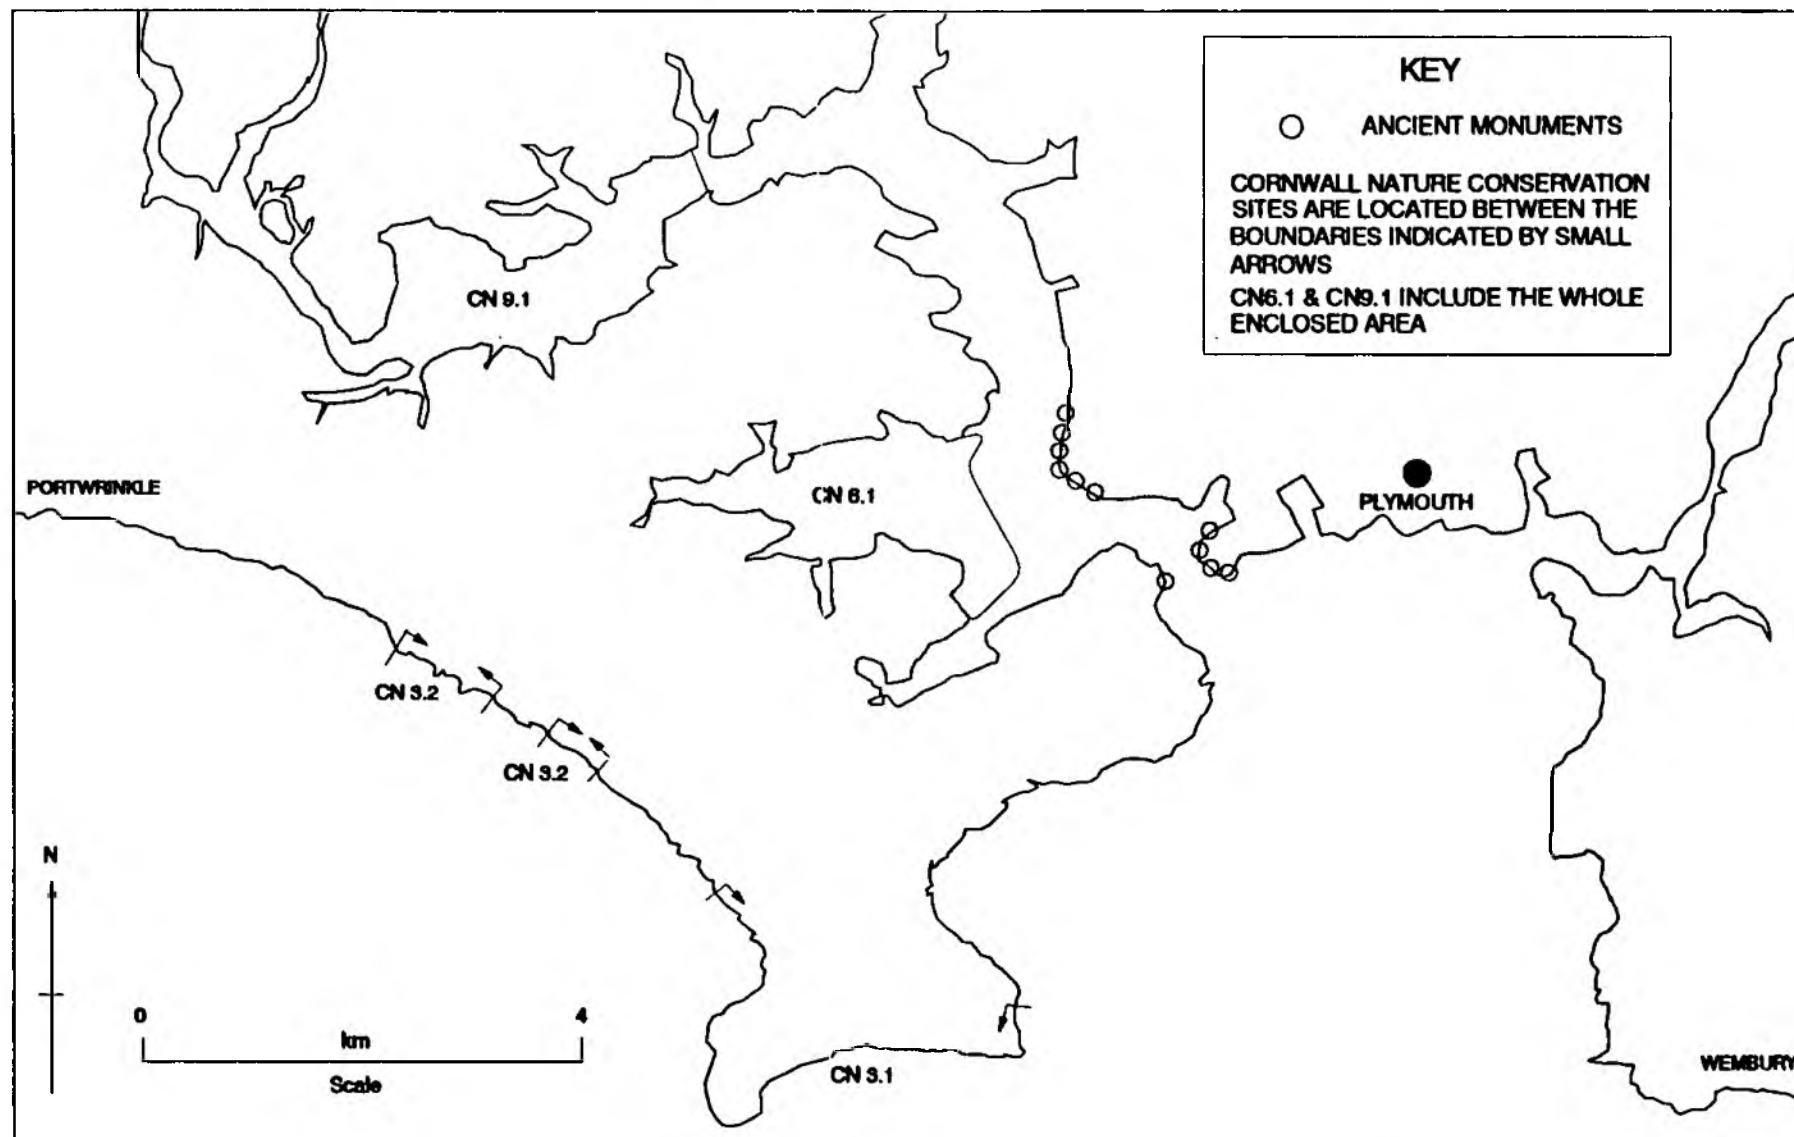 KEY
ANCIENT MONUMENTS
CORNWALL NATURE CONSERVATION
SITES ARE LOCATED BETWEEN THE
BOUNDARIES INDICATED BY SMALL
ARROWS
CN6.1 & CN9.1 INCLUDE THE WHOLE
ENCLOSED AREA
CN 9.1
PORTWRINKLE
CN 6.1
PLYMOUTH
CN 3.2
CN 3.2
N
0
4
km
Scale
CN 3.1
WEMBURY